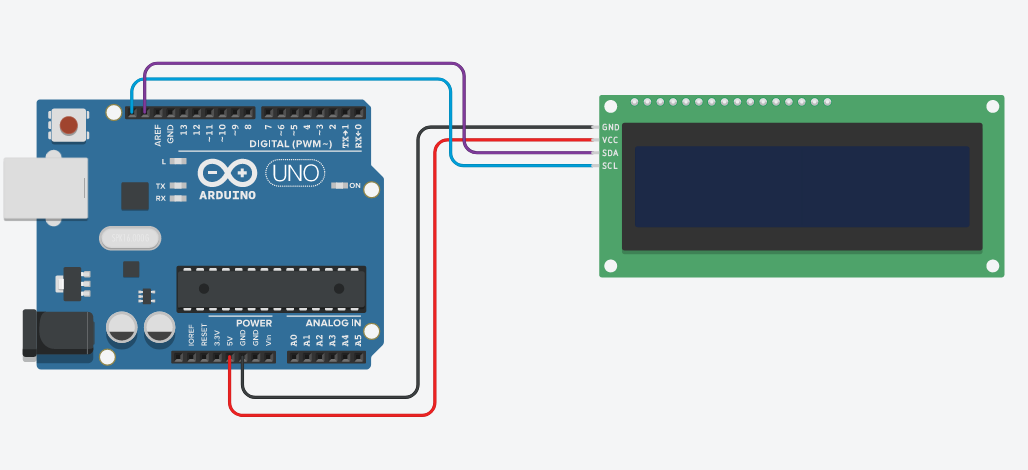 AREF
GND
13
12
~11
~10
~9
8
7
~6
~5
4
~3
2
TX→1
RX←0
DIGITAL (PWM~)
L
TX
RX
ARDUINO
UNO
ON
GND
VCC
SDA
SCL
POWER
ANALOG IN
IOREF
RESET
3.3V
5V
GND
GND
Vin
A0
A1
A2
A3
A4
A5